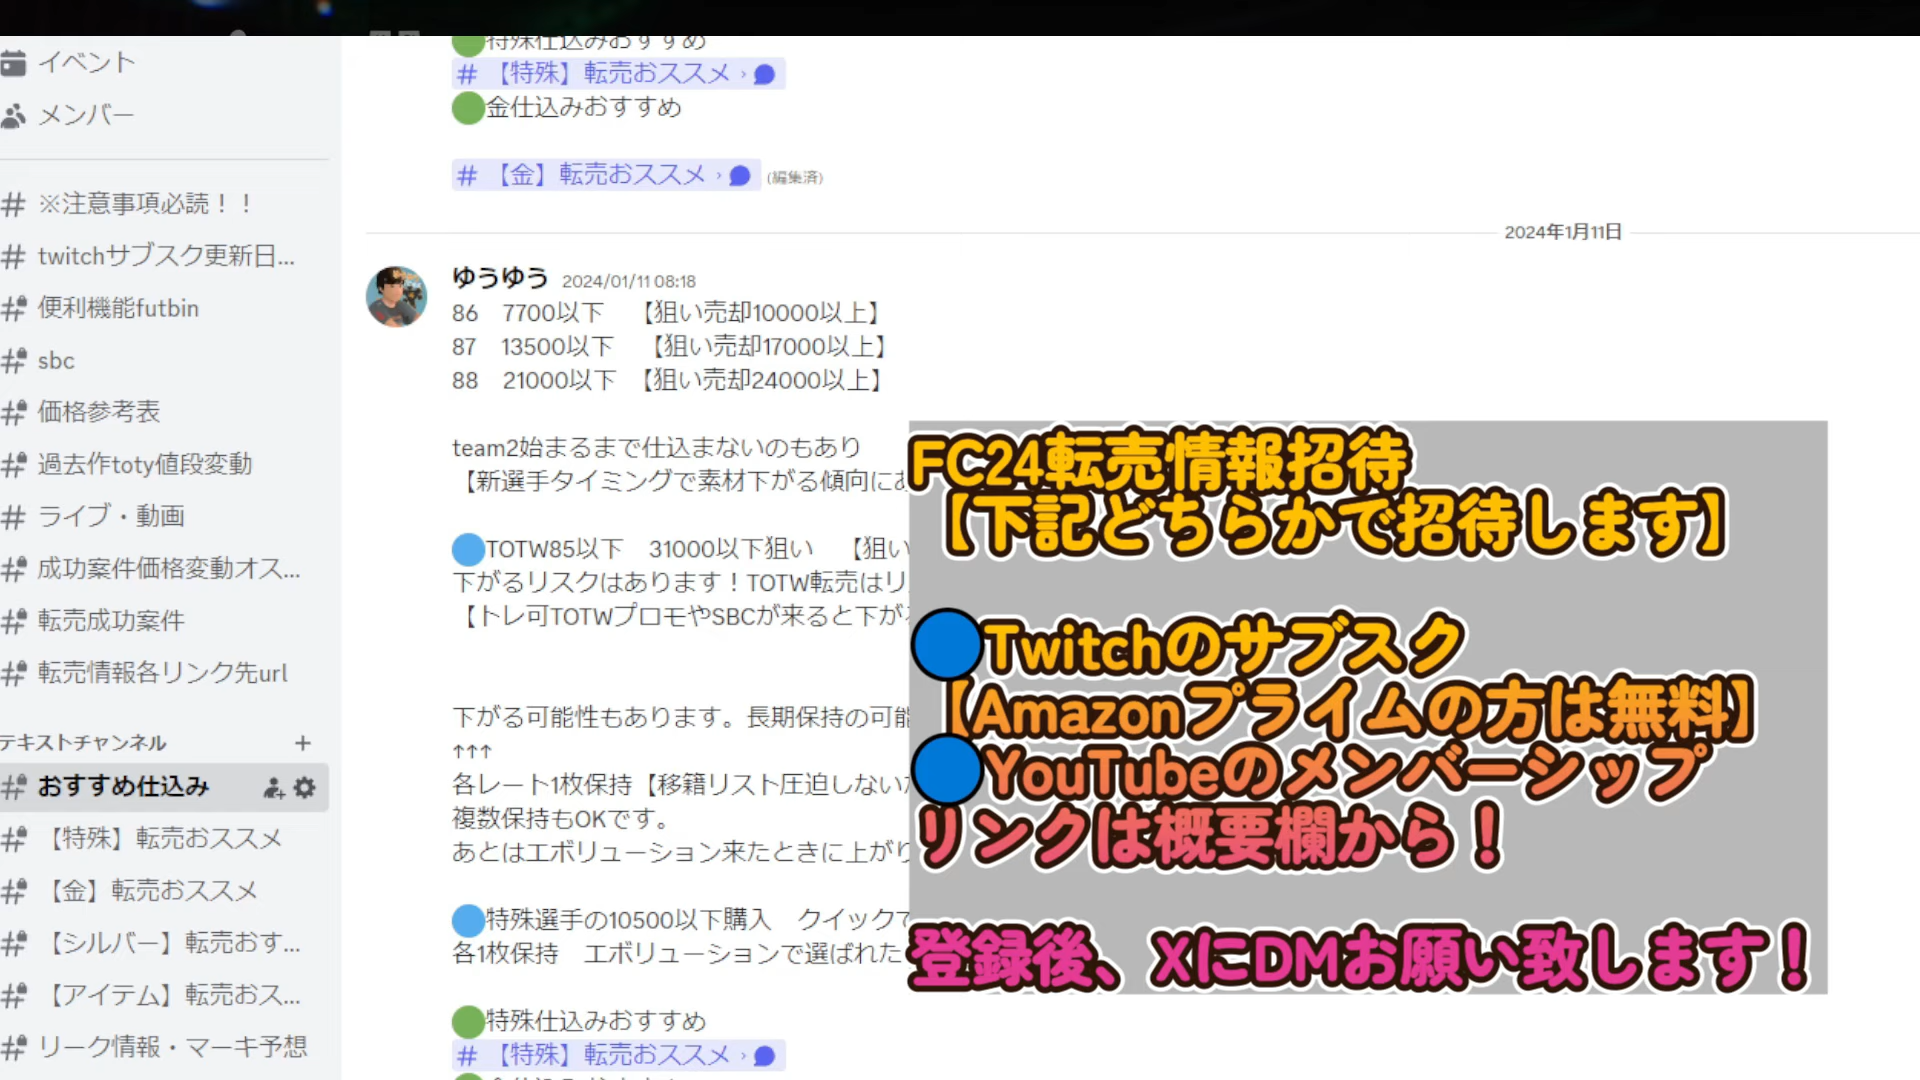 イベント
メンバー
※注意事項必読！！
twitchサブスク更新日...
便利機能futbin
sbc
価格参考表
過去作toty値段変動
ライブ・動画
成功案件価格変動オス...
転売成功案件
転売情報各リンク先url
テキストチャンネル
おすすめ仕込み
【特殊】転売おススメ
【金】転売おススメ
【シルバー】転売おす...
【アイテム】転売おス...
リーク情報・マーキ予想
特殊仕込みおすすめ
# 【特殊】転売おススメ ›
金仕込みおすすめ
# 【金】転売おススメ › (編集済)
2024年1月11日
ゆうゆう 2024/01/11 08:18
86 7700以下 【狙い売却10000以上】
87 13500以下 【狙い売却17000以上】
88 21000以下 【狙い売却24000以上】
team2始まるまで仕込まないのもあり
【新選手タイミングで素材下がる傾向に
TOTW85以下 31000以下狙い 【狙い
下がるリスクはあります！TOTW転売はリ
【トレ可TOTWプロモやSBCが来ると下が
下がる可能性もあります。長期保持の可能
↑↑↑
各レート1枚保持【移籍リスト圧迫しない
複数保持もOKです。
あとはエボリューション来たときに上がり
特殊選手の10500以下購入 クイックで
各1枚保持 エボリューションで選ばれた
特殊仕込みおすすめ
# 【特殊】転売おススメ ›
FC24転売情報招待
【下記どちらかで招待します】
Twitchのサブスク
【Amazonプライムの方は無料】
YouTubeのメンバーシップ
リンクは概要欄から！
登録後、XにDMお願い致します！